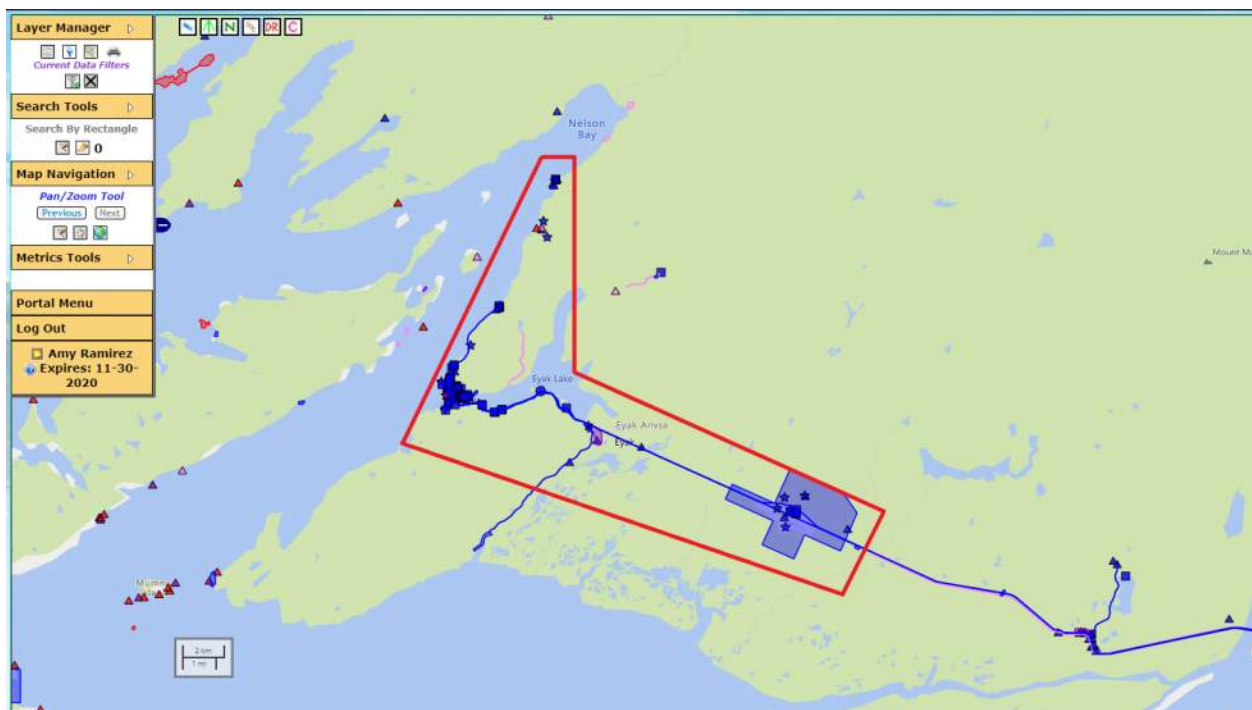 Layer Manager
Current Data Filters
Search Tools
Search By Rectangle
0
Map Navigation
Pan/Zoom Tool
Previous Next
Metrics Tools
Portal Menu
Log Out
Amy Ramirez
Expires: 11-30-
2020
N DR C
Nelson
Bay
Mount
Eyak Lake
Eyak Anvsa
Eyak
2 km
1 mi